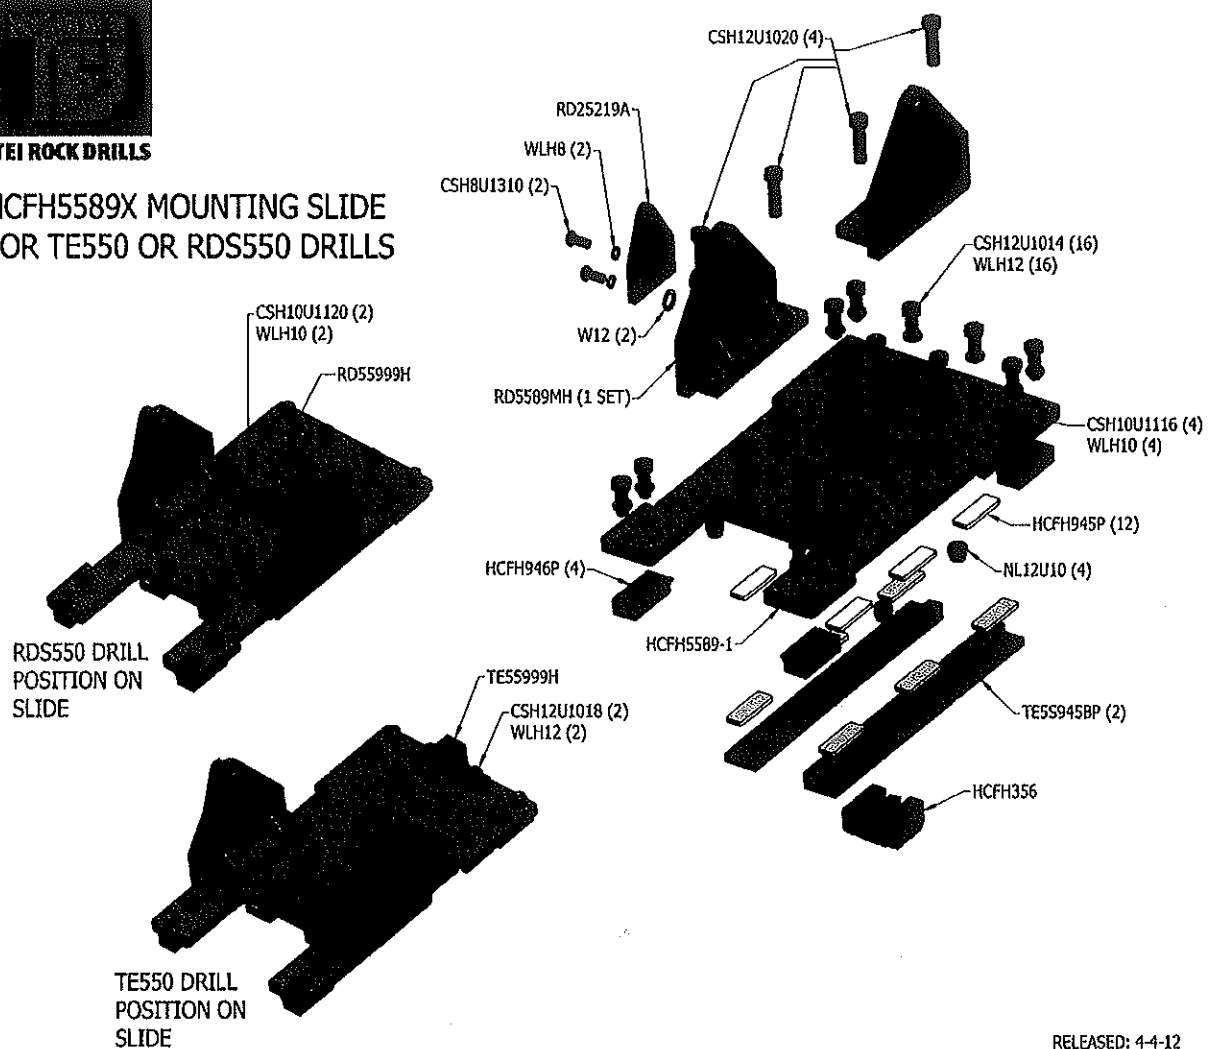 TEI ROCK DRILLS
HCFH5589X MOUNTING SLIDE
FOR TE550 OR RDS550 DRILLS
CSH12U1020 (4)
RD25219A
WLH8 (2)
CSH8U1310 (2)
W12 (2)
RD5589MH (1 SET)
CSH12U1014 (16)
WLH12 (16)
CSH10U1120 (2)
WLH10 (2)
RD55999H
CSH10U1116 (4)
WLH10 (4)
HCFH945P (12)
NL12U10 (4)
HCFH946P (4)
HCFH5589-1
RDS550 DRILL
POSITION ON
SLIDE
TE55999H
CSH12U1018 (2)
WLH12 (2)
TE5S945BP (2)
HCFH356
TE550 DRILL
POSITION ON
SLIDE
RELEASED: 4-4-12